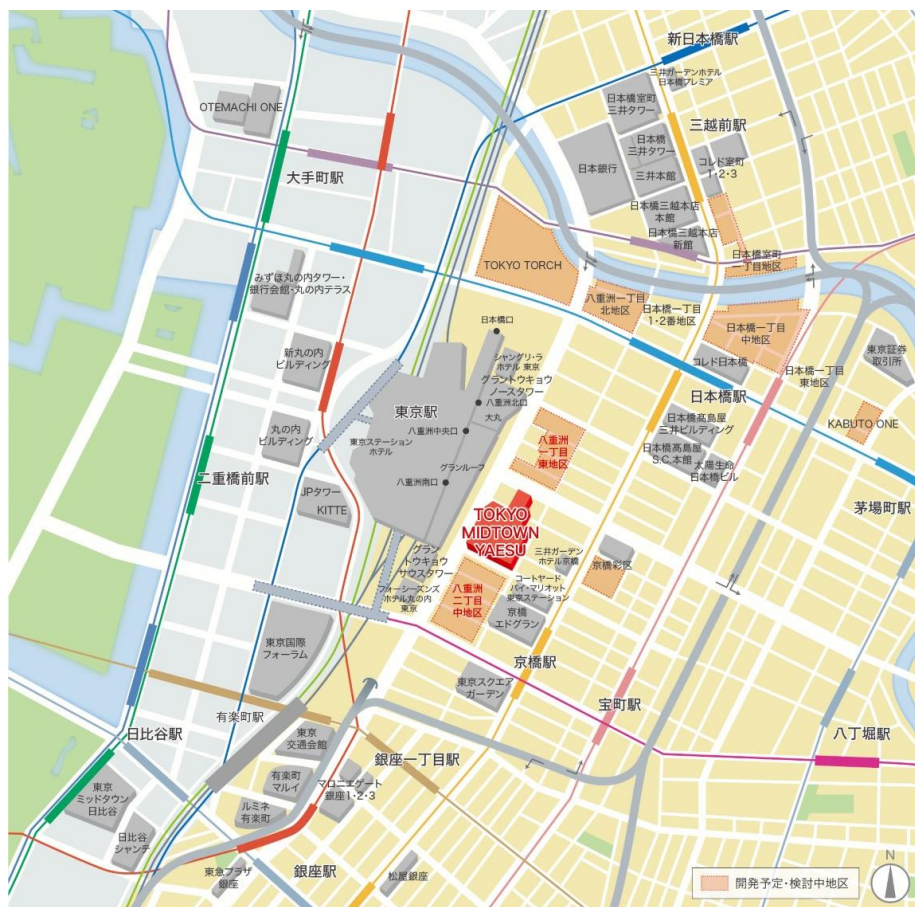 新日本橋駅
三井ガーデンホテル
日本橋プレミア
OTEMACHI ONE
日本橋室町
三井タワー
三越前駅
日本橋
三井タワー
コレド室町
1・2・3
日本銀行
三井本館
大手町駅
日本橋三越本店
本館
日本橋三越本店
新館
TOKYO TORCH
日本橋室町
一丁目地区
みずほ丸の内タワー・
銀行会館・丸の内テラス
八重洲一丁目
北地区
日本橋一丁目
1・2番地区
日本橋一丁目
中地区
日本橋口
東京証券
取引所
新丸の内
ビルディング
シャングリ・ラ
ホテル 東京
グラントウキョウ
ノースタワー
コレド日本橋
日本橋一丁目
東地区
八重洲北口
日本橋駅
東京駅
大丸
丸の内
ビルディング
八重洲中央口
東京ステーション
ホテル
八重洲
一丁目
東地区
日本橋髙島屋
三井ビルディング
KABUTO ONE
日本橋髙島屋
S.C.本館
太陽生命
日本橋ビル
グランルーフ
二重橋前駅
八重洲南口
JPタワー
KITTE
茅場町駅
TOKYO
MIDTOWN
YAESU
グラン
トウキョウ
サウスタワー
三井ガーデン
ホテル京橋
京橋彩区
フォーシーズンズ
ホテル丸の内
東京
八重洲
二丁目
中地区
コートヤード
バイ・マリオット
東京ステーション
京橋
エドグラン
東京国際
フォーラム
京橋駅
東京スクエア
ガーデン
宝町駅
有楽町駅
日比谷駅
東京
交通会館
銀座一丁目駅
八丁堀駅
東京
ミッドタウン
日比谷
有楽町
マルイ
マロニエゲート
銀座1・2・3
ルミネ
有楽町
日比谷
シャンテ
東急プラザ
銀座
銀座駅
松屋銀座
N
開発予定・検討中地区